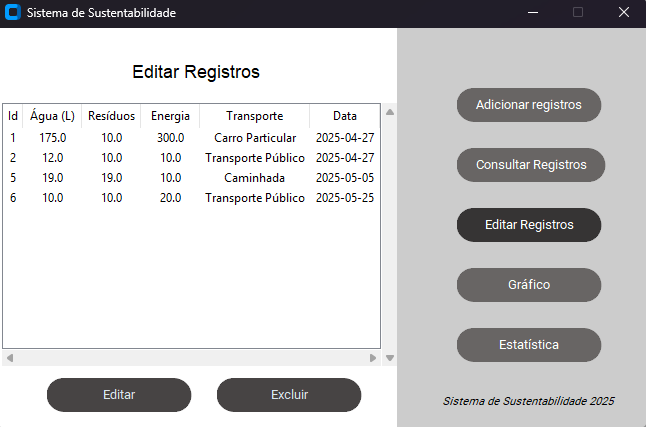 Sistema de Sustentabilidade
Editar Registros
Id Água (L) Resíduos Energia Transporte Data
1 175.0 10.0 300.0 Carro Particular 2025-04-27
2 12.0 10.0 10.0 Transporte Público 2025-04-27
5 19.0 19.0 10.0 Caminhada 2025-05-05
6 10.0 10.0 20.0 Transporte Público 2025-05-25
Editar
Excluir
Adicionar registros
Consultar Registros
Editar Registros
Gráfico
Estatística
Sistema de Sustentabilidade 2025